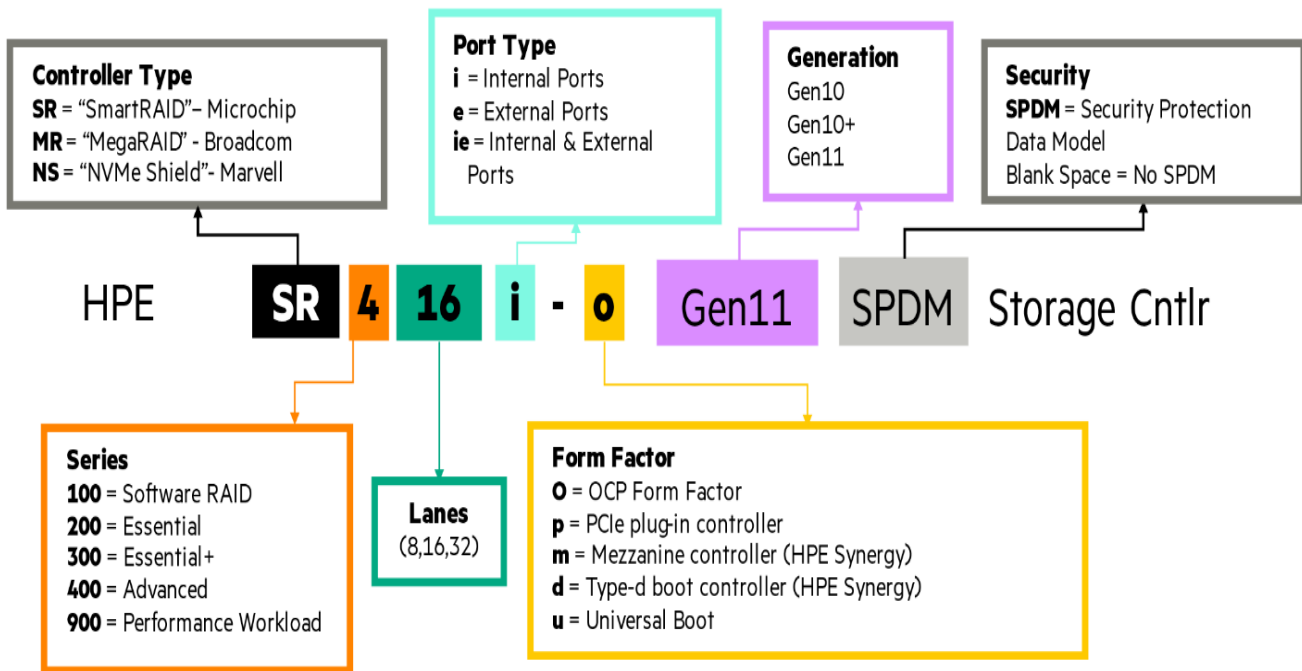 Controller Type
SR = “SmartRAID”– Microchip
MR = “MegaRAID” - Broadcom
NS = “NVMe Shield”- Marvell
Port Type
i = Internal Ports
e = External Ports
ie = Internal & External
Ports
Generation
Gen10
Gen10+
Gen11
Security
SPDM = Security Protection
Data Model
Blank Space = No SPDM
HPE SR 4 16 i - o Gen11 SPDM Storage Cntlr
Series
100 = Software RAID
200 = Essential
300 = Essential+
400 = Advanced
900 = Performance Workload
Lanes
(8,16,32)
Form Factor
O = OCP Form Factor
p = PCIe plug-in controller
m = Mezzanine controller (HPE Synergy)
d = Type-d boot controller (HPE Synergy)
u = Universal Boot